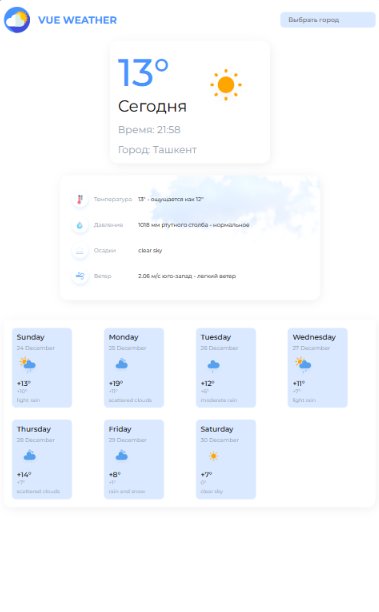 VUE WEATHER
Выбрать город
13°
Сегодня
Время: 21:58
Город: Ташкент
Температура 13° - ощущается как 12°
Давление 1018 мм ртутного столба - нормальное
Осадки clear sky
Ветер 2.06 м/с юго-запад - легкий ветер
Sunday Monday Tuesday Wednesday
24 December 25 December 26 December 27 December
+13° +19° +12° +11°
light rain scattered clouds moderate rain light rain
Thursday Friday Saturday
28 December 29 December 30 December
+14° +8° +7°
+7° +1° 0°
scattered clouds rain and snow clear sky